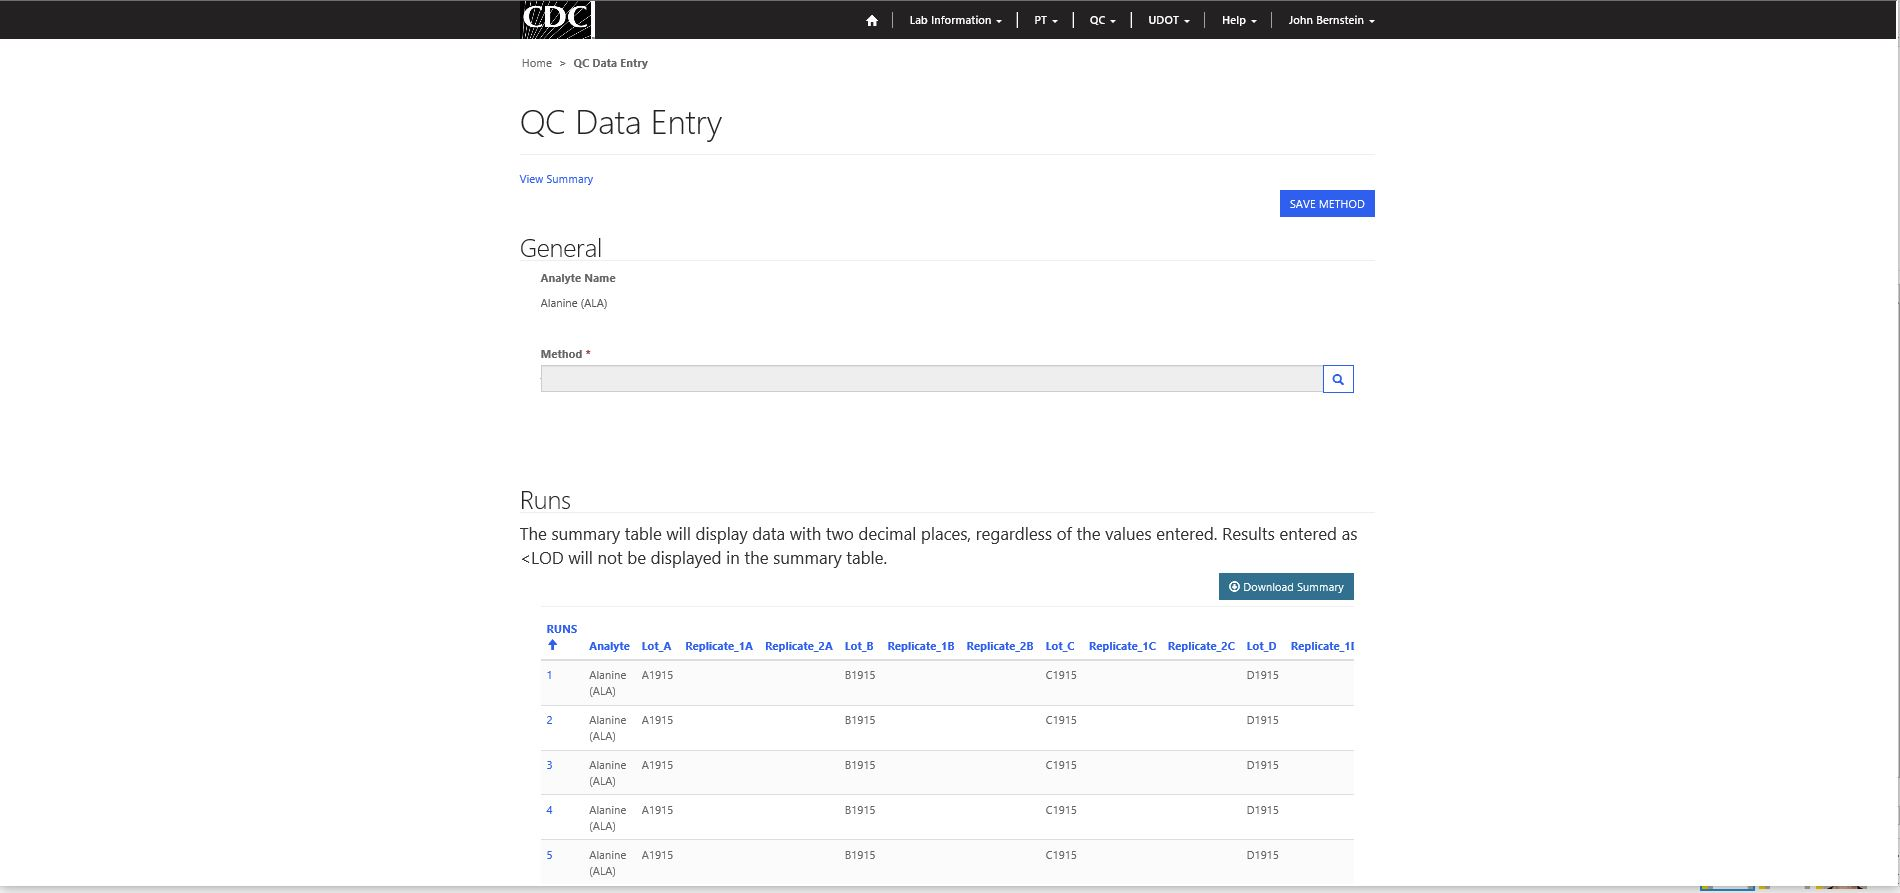 CDC
Lab Information
PT
QC
UDOT
Help
John Bernstein
Home > QC Data Entry
QC Data Entry
View Summary
SAVE METHOD
General
Analyte Name
Alanine (ALA)
Method *
Runs
The summary table will display data with two decimal places, regardless of the values entered. Results entered as
<LOD will not be displayed in the summary table.
Download Summary
RUNS
Analyte Lot_A Replicate_1A Replicate_2A Lot_B Replicate_1B Replicate_2B Lot_C Replicate_1C Replicate_2C Lot_D
1 Alanine A1915 B1915 C1915 D1915
(ALA)
2 Alanine A1915 B1915 C1915 D1915
(ALA)
3 Alanine A1915 B1915 C1915 D1915
(ALA)
4 Alanine A1915 B1915 C1915 D1915
(ALA)
5 Alanine A1915 B1915 C1915 D1915
(ALA)